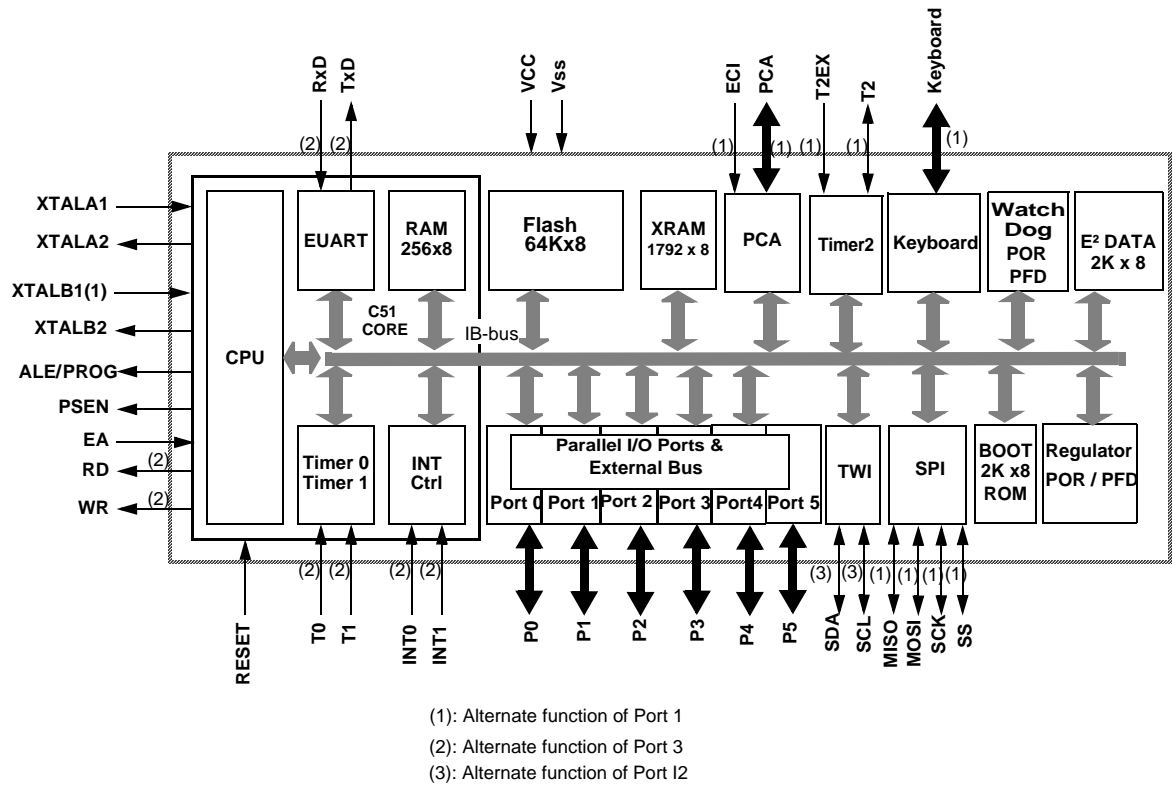 RxD
TxD
VCC
Vss
ECI
PCA
T2EX
T2
Keyboard
(2)
(2)
(1)
(1)
(1)
(1)
(1)
XTALA1
XTALA2
XTALB1(1)
XTALB2
ALE/PROG
PSEN
EA
RD
(2)
WR
(2)
CPU
EUART
RAM
256x8
C51
CORE
IB-bus
Flash
64Kx8
XRAM
1792 x 8
PCA
Timer2
Keyboard
Watch
Dog
POR
PFD
E² DATA
2K x 8
Timer 0
Timer 1
INT
Ctrl
Parallel I/O Ports &
External Bus
Port 0
Port 1
Port 2
Port 3
Port4
Port 5
TWI
SPI
BOOT
2K x8
ROM
Regulator
POR / PFD
(2)
(2)
(2)
(2)
(3)
(3)
(1)
(1)
(1)
(1)
RESET
T0
T1
INT0
INT1
P0
P1
P2
P3
P4
P5
SDA
SCL
MISO
MOSI
SCK
SS
(1): Alternate function of Port 1
(2): Alternate function of Port 3
(3): Alternate function of Port I2